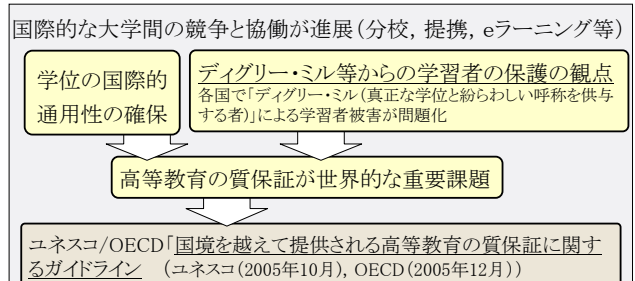 国際的な大学間の競争と協働が進展(分校, 提携, eラーニング等)
学位の国際的
通用性の確保
ディグリー・ミル等からの学習者の保護の観点
各国で「ディグリー・ミル(真正な学位と紛らわしい呼称を供与
する者)」による学習者被害が問題化
高等教育の質保証が世界的な重要課題
ユネスコ/OECD「国境を越えて提供される高等教育の質保証に関す
るガイドライン (ユネスコ(2005年10月), OECD(2005年12月))